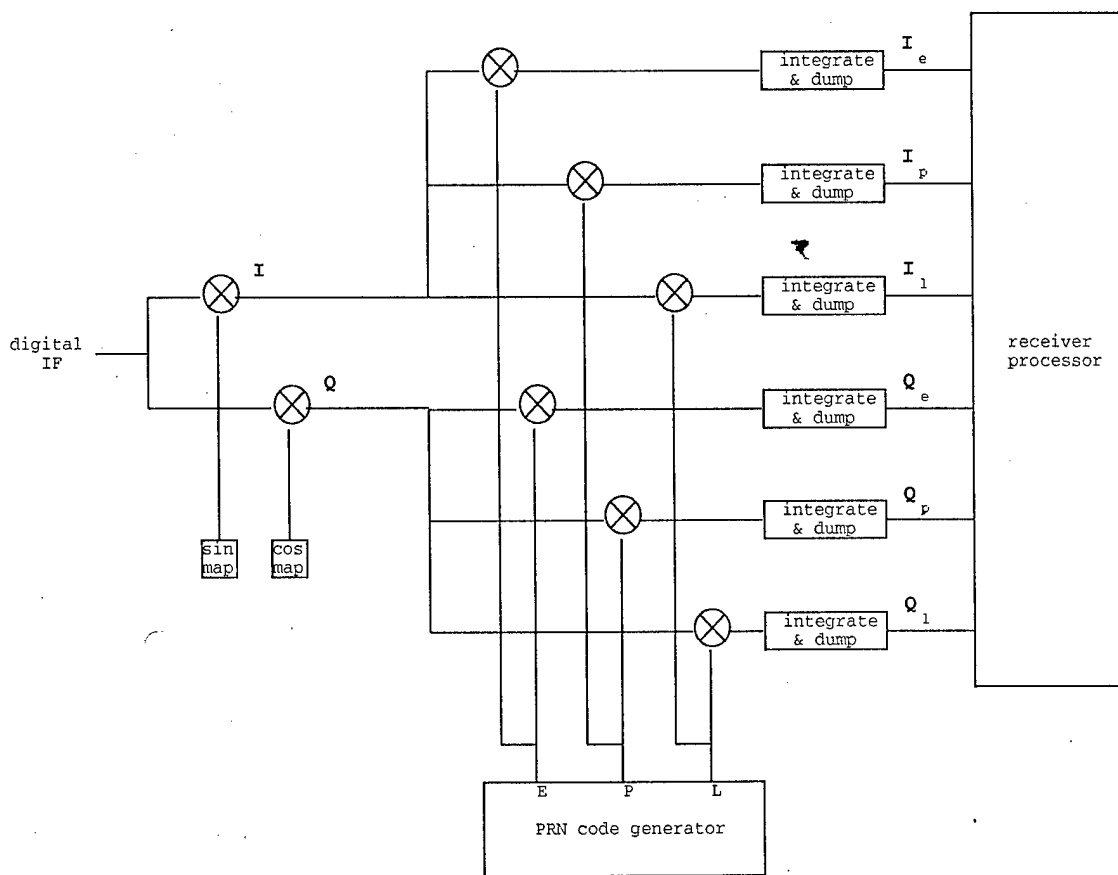 I
e
integrate
& dump
I
p
integrate
& dump
I
I
l
integrate
& dump
digital
IF
receiver
processor
Q
Q
e
integrate
& dump
Q
p
integrate
& dump
sin
map
cos
map
Q
l
integrate
& dump
E P L
PRN code generator